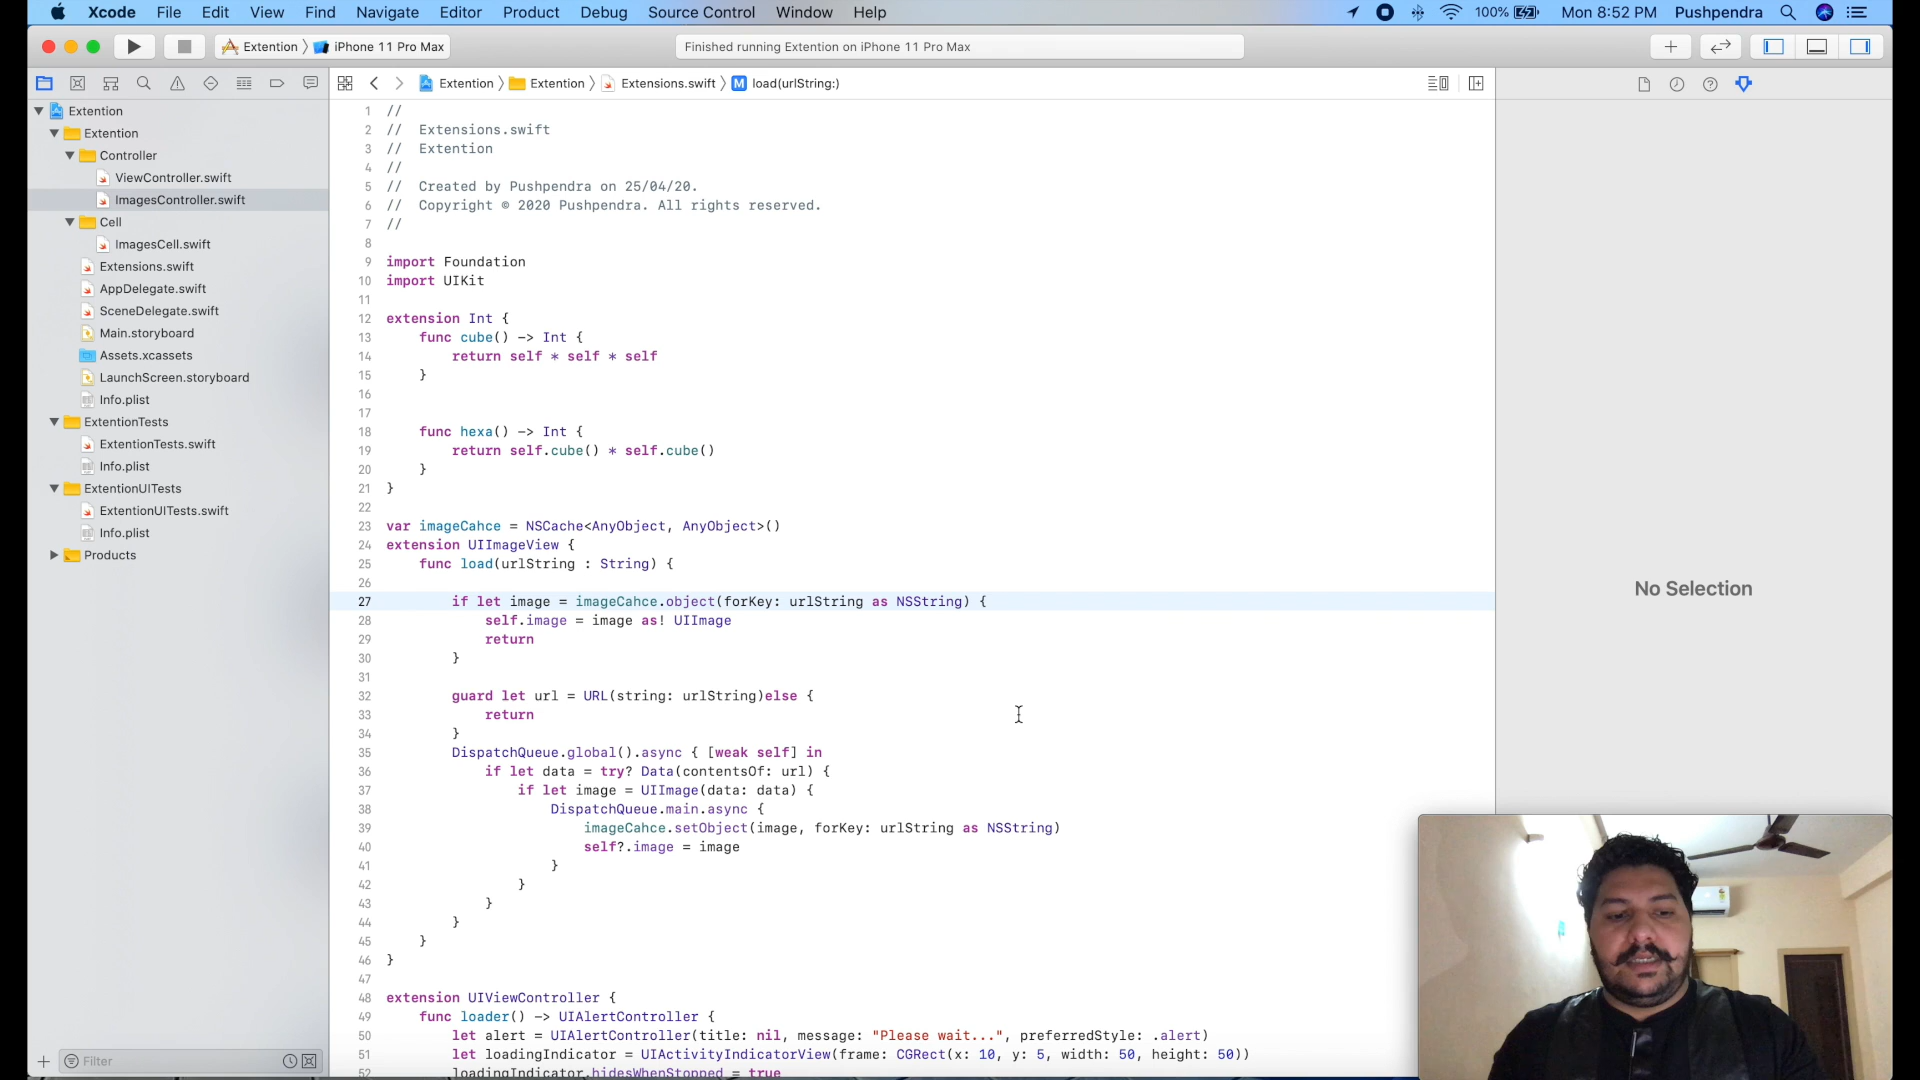 Xcode File Edit View Find Navigate Editor Product Debug Source Control Window Help 100% Mon 8:52 PM Pushpendra
Extention iPhone 11 Pro Max Finished running Extention on iPhone 11 Pro Max
Extention Extention Extensions.swift M load(urlString:)
Extention
Extention
Controller
ViewController.swift
ImagesController.swift
Cell
ImagesCell.swift
Extensions.swift
AppDelegate.swift
SceneDelegate.swift
Main.storyboard
Assets.xcassets
LaunchScreen.storyboard
Info.plist
ExtentionTests
ExtentionTests.swift
Info.plist
ExtentionUITests
ExtentionUITests.swift
Info.plist
Products
Filter
1 //
2 // Extensions.swift
3 // Extention
4 //
5 // Created by Pushpendra on 25/04/20.
6 // Copyright © 2020 Pushpendra. All rights reserved.
7 //
8
9 import Foundation
10 import UIKit
11
12 extension Int {
13 func cube() -> Int {
14 return self * self * self
15 }
16
17
18 func hexa() -> Int {
19 return self.cube() * self.cube()
20 }
21 }
22
23 var imageCahce = NSCache<AnyObject, AnyObject>()
24 extension UIImageView {
25 func load(urlString : String) {
26
27 if let image = imageCahce.object(forKey: urlString as NSString) {
28 self.image = image as! UIImage
29 return
30 }
31
32 guard let url = URL(string: urlString)else {
33 return
34 }
35 DispatchQueue.global().async { [weak self] in
36 if let data = try? Data(contentsOf: url) {
37 if let image = UIImage(data: data) {
38 DispatchQueue.main.async {
39 imageCahce.setObject(image, forKey: urlString as NSString)
40 self?.image = image
41 }
42 }
43 }
44 }
45 }
46 }
47
48 extension UIViewController {
49 func loader() -> UIAlertController {
50 let alert = UIAlertController(title: nil, message: "Please wait...", preferredStyle: .alert)
51 let loadingIndicator = UIActivityIndicatorView(frame: CGRect(x: 10, y: 5, width: 50, height: 50))
52 loadingIndicator.hidesWhenStopped = true
No Selection